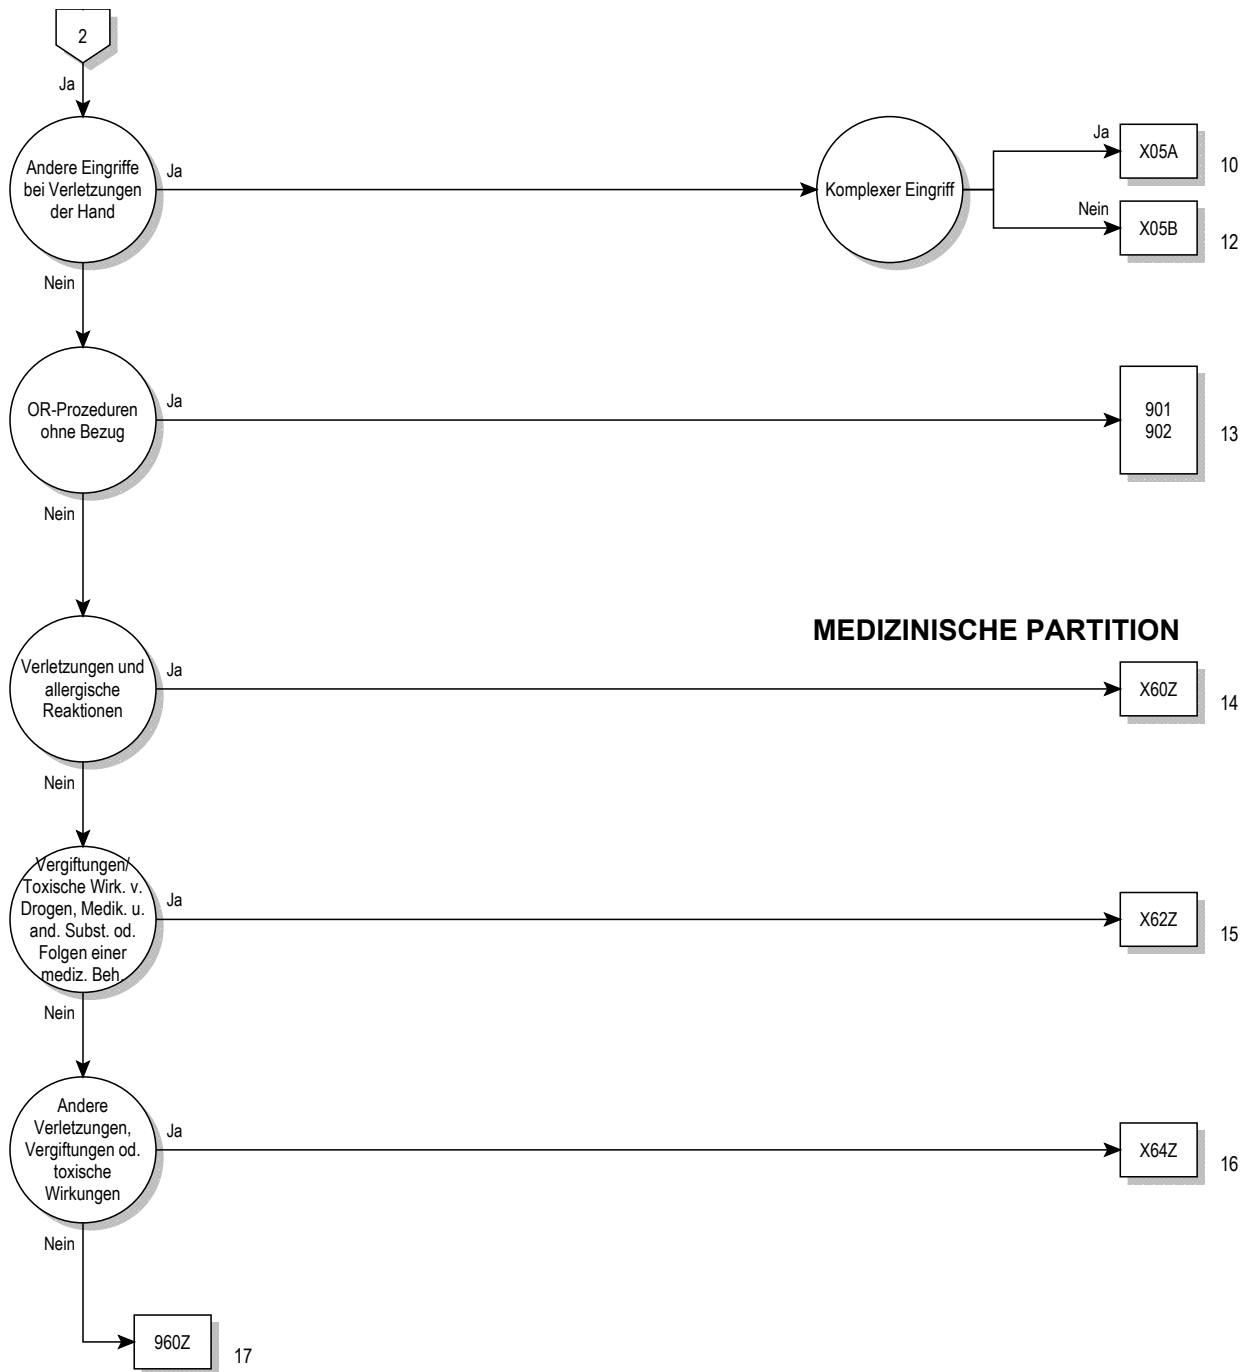 2
Ja
Andere Eingriffe
bei Verletzungen
der Hand
Ja
Komplexer Eingriff
Ja
X05A
10
Nein
X05B
12
Nein
OR-Prozeduren
ohne Bezug
Ja
901
902
13
Nein
MEDIZINISCHE PARTITION
Verletzungen und
allergische
Reaktionen
Ja
X60Z
14
Nein
Vergiftungen/
Toxische Wirk. v.
Drogen, Medik. u.
and. Subst. od.
Folgen einer
mediz. Beh.
Ja
X62Z
15
Nein
Andere
Verletzungen,
Vergiftungen od.
toxische
Wirkungen
Ja
X64Z
16
Nein
960Z
17